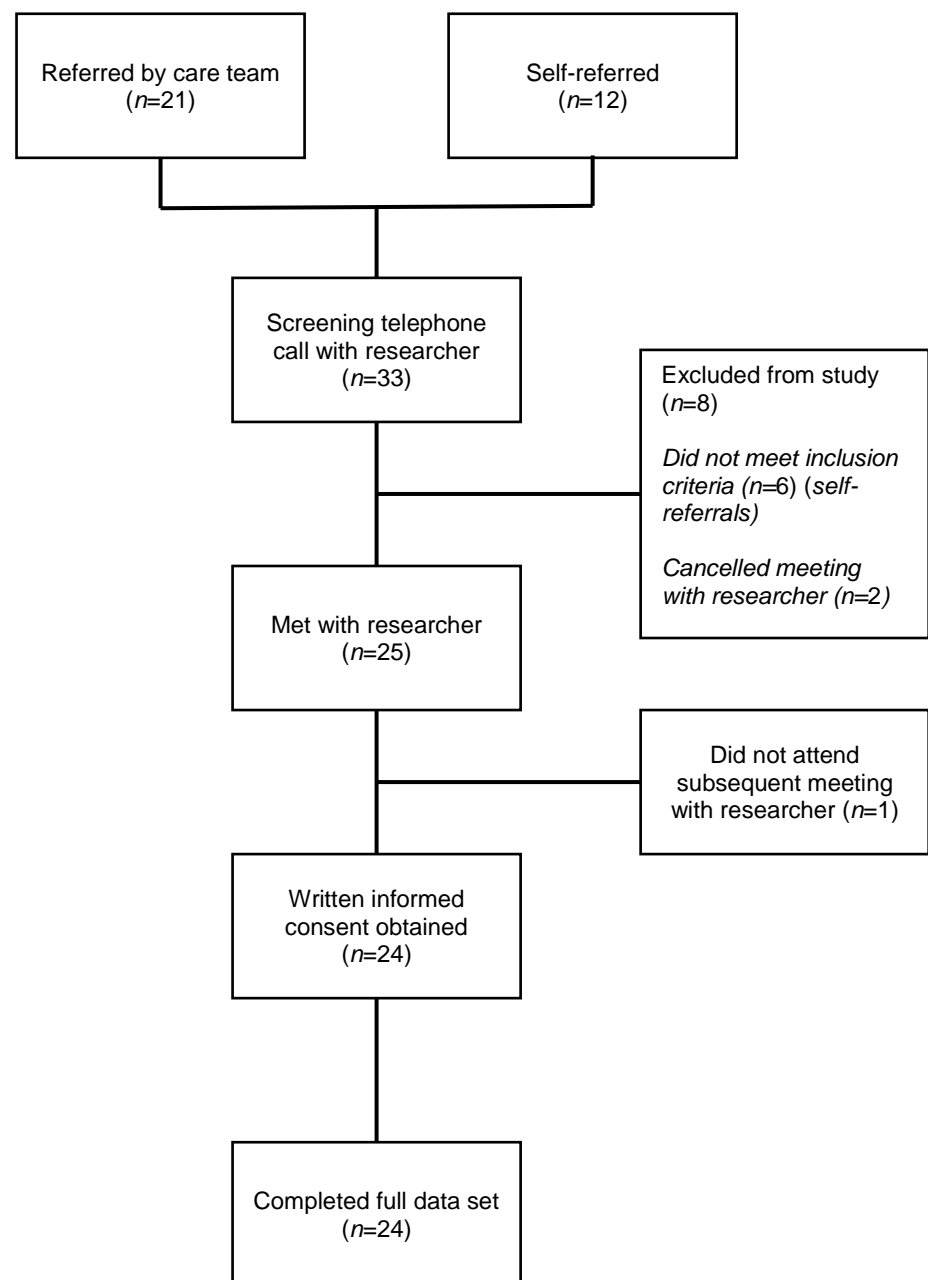 Referred by care team
(n=21)
Self-referred
(n=12)
Screening telephone
call with researcher
(n=33)
Excluded from study
(n=8)
Did not meet inclusion
criteria (n=6) (self-
referrals)
Cancelled meeting
with researcher (n=2)
Met with researcher
(n=25)
Did not attend
subsequent meeting
with researcher (n=1)
Written informed
consent obtained
(n=24)
Completed full data set
(n=24)